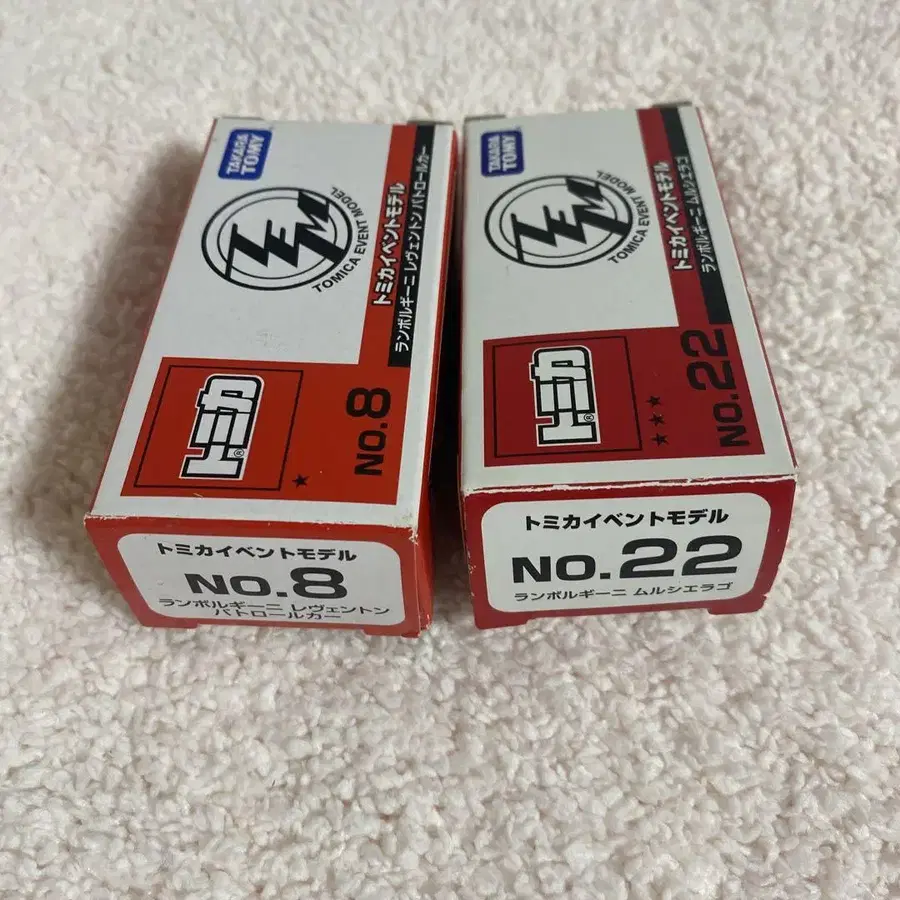 TAKARA
TOMY
TEM
TOMICA EVENT MODEL
トミカイベントモデル
ランボルギーニ レヴェントン パトロールカー
トミカ®
NO.8
トミカイベントモデル
NO.8
ランボルギーニ レヴェントン
パトロールカー
TAKARA
TOMY
TEM
TOMICA EVENT MODEL
トミカイベントモデル
ランボルギーニ ムルシエラゴ
トミカ®
NO.22
トミカイベントモデル
NO.22
ランボルギーニ ムルシエラゴ